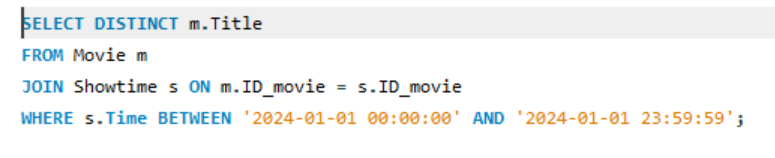 SELECT DISTINCT m.Title
FROM Movie m
JOIN Showtime s ON m.ID_movie = s.ID_movie
WHERE s.Time BETWEEN '2024-01-01 00:00:00' AND '2024-01-01 23:59:59';